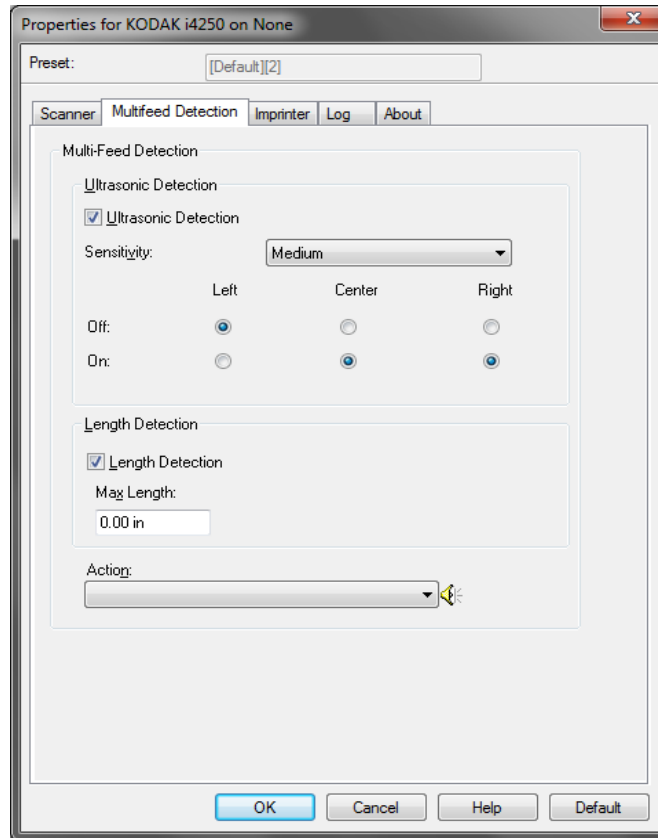 Properties for KODAK i4250 on None
Preset: [Default][2]
Scanner Multifeed Detection Imprinter Log About
Multi-Feed Detection
Ultrasonic Detection
Ultrasonic Detection
Sensitivity: Medium
Left Center Right
Off:
On:
Length Detection
Length Detection
Max Length:
0.00 in
Action:
OK Cancel Help Default